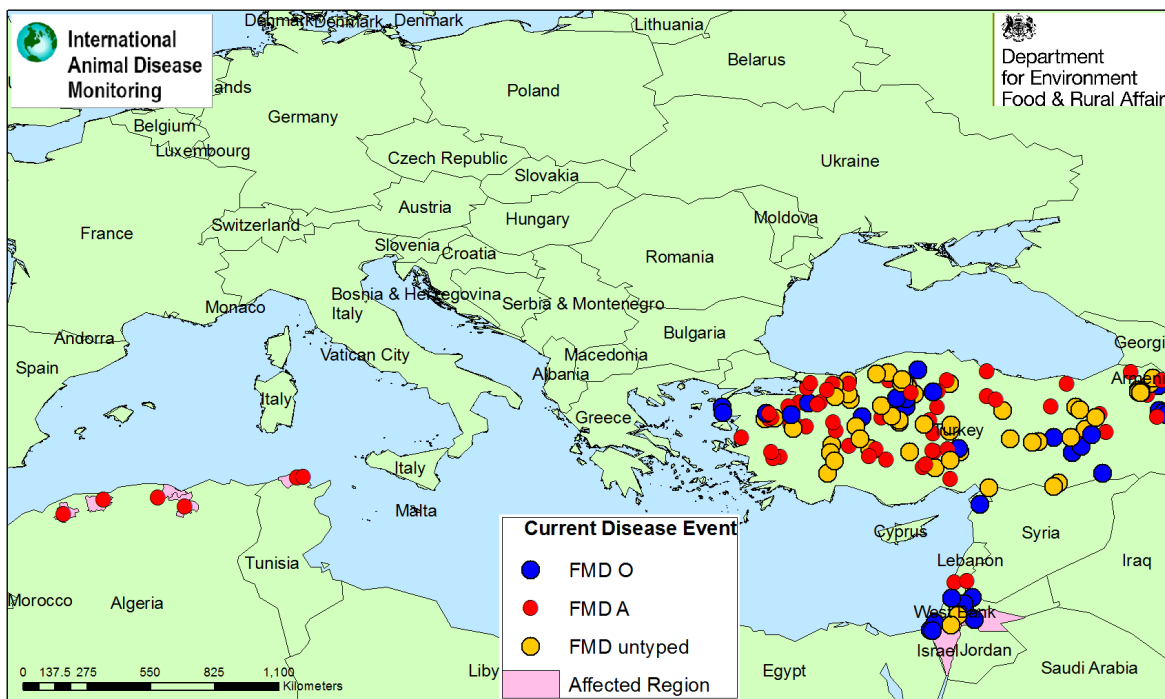 International
Animal Disease
Monitoring
Denmark
Denmark
Denmark
Lithuania
Department
for Environment
Food & Rural Affair
Belarus
lands
Poland
Germany
Belgium
Luxembourg
Czech Republic
Ukraine
Slovakia
Austria
Switzerland
Hungary
Moldova
France
Slovenia
Croatia
Romania
Bosnia & Herzegovina
Serbia & Montenegro
Monaco
Italy
Bulgaria
Andorra
Georgi
Spain
Vatican City
Macedonia
Albania
Armeni
Italy
Greece
Turkey
Italy
Malta
Cyprus
Syria
Lebanon
Iraq
Tunisia
Morocco
Algeria
West Bank
Israel
Jordan
Liby
Egypt
Saudi Arabia
Current Disease Event
FMD O
FMD A
FMD untyped
Affected Region
0 137.5 275 550 825 1,100
Kilometers